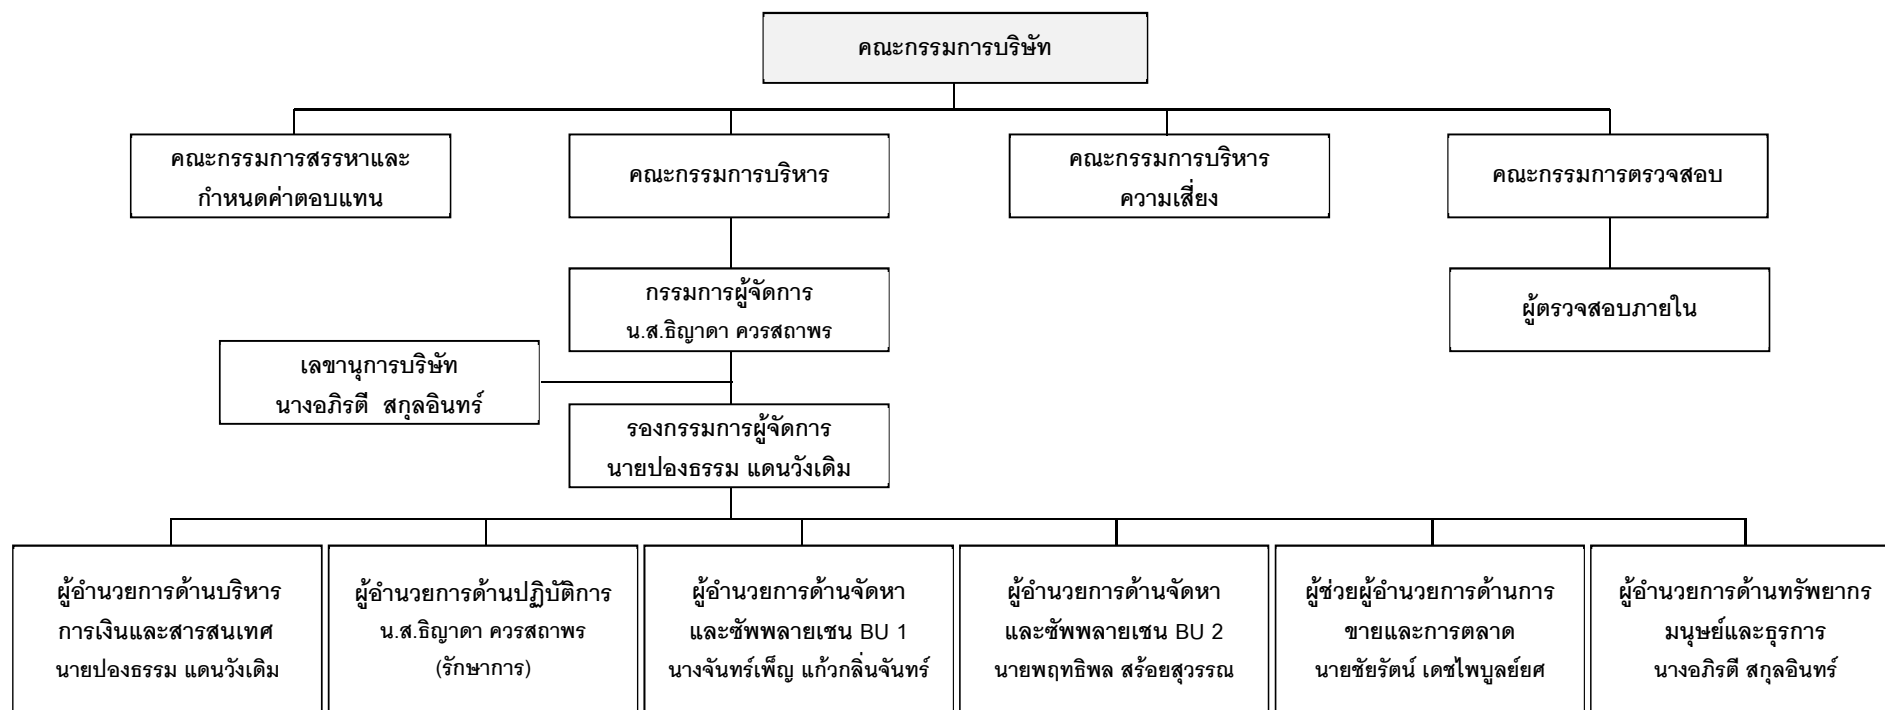 คณะกรรมการบริษัท
คณะกรรมการสรรหาและ
กำหนดค่าตอบแทน
คณะกรรมการบริหาร
คณะกรรมการบริหาร
ความเสี่ยง
คณะกรรมการตรวจสอบ
กรรมการผู้จัดการ
น.ส.ธิญาดา ควรสถาพร
ผู้ตรวจสอบภายใน
เลขานุการบริษัท
นางอภิรตี สกุลอินทร์
รองกรรมการผู้จัดการ
นายปองธรรม แดนวังเดิม
ผู้อำนวยการด้านบริหาร
การเงินและสารสนเทศ
นายปองธรรม แดนวังเดิม
ผู้อำนวยการด้านปฏิบัติการ
น.ส.ธิญาดา ควรสถาพร
(รักษาการ)
ผู้อำนวยการด้านจัดหา
และซัพพลายเชน BU 1
นางจันทร์เพ็ญ แก้วกลิ่นจันทร์
ผู้อำนวยการด้านจัดหา
และซัพพลายเชน BU 2
นายพฤทธิพล สร้อยสุวรรณ
ผู้ช่วยผู้อำนวยการด้านการ
ขายและการตลาด
นายชัยรัตน์ เดชไพบูลย์ยศ
ผู้อำนวยการด้านทรัพยากร
มนุษย์และธุรการ
นางอภิรตี สกุลอินทร์